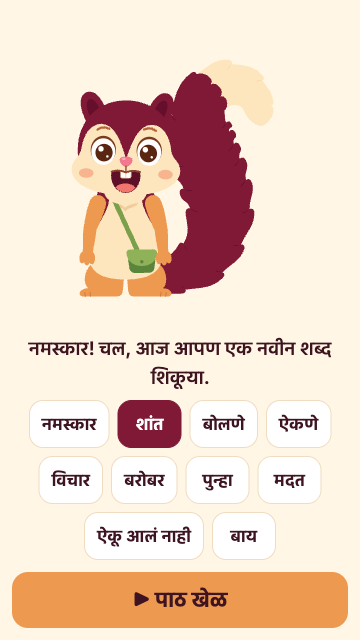 नमस्कार! चल, आज आपण एक नवीन शब्द
शिकूया.
नमस्कार शांत बोलणे ऐकणे
विचार बरोबर पुन्हा मदत
ऐकू आलं नाही बाय
▶ पाठ खेळ